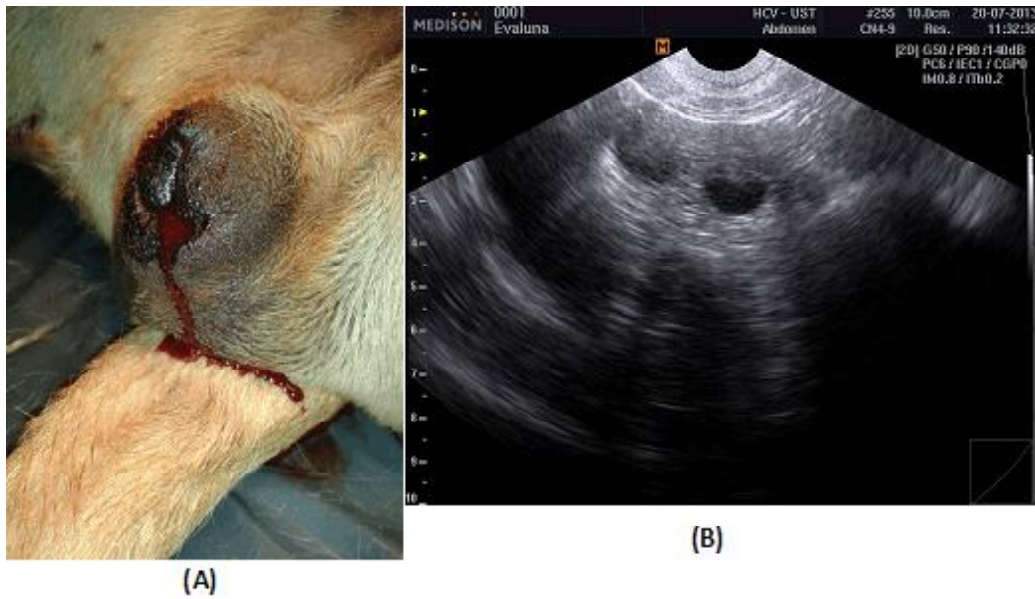 MEDISON
0001
Evaluna
HCV - UST
Abdomen
#255 10.0cm
CN4-9 Res.
20-07-2013
11:32:3
[2D] G50 / P90 /140dB
PC6 / IEC1 / CGP0
IM0.8 / ITb0.2
M
0
1
2
3
4
5
6
7
8
9
10
(A)
(B)